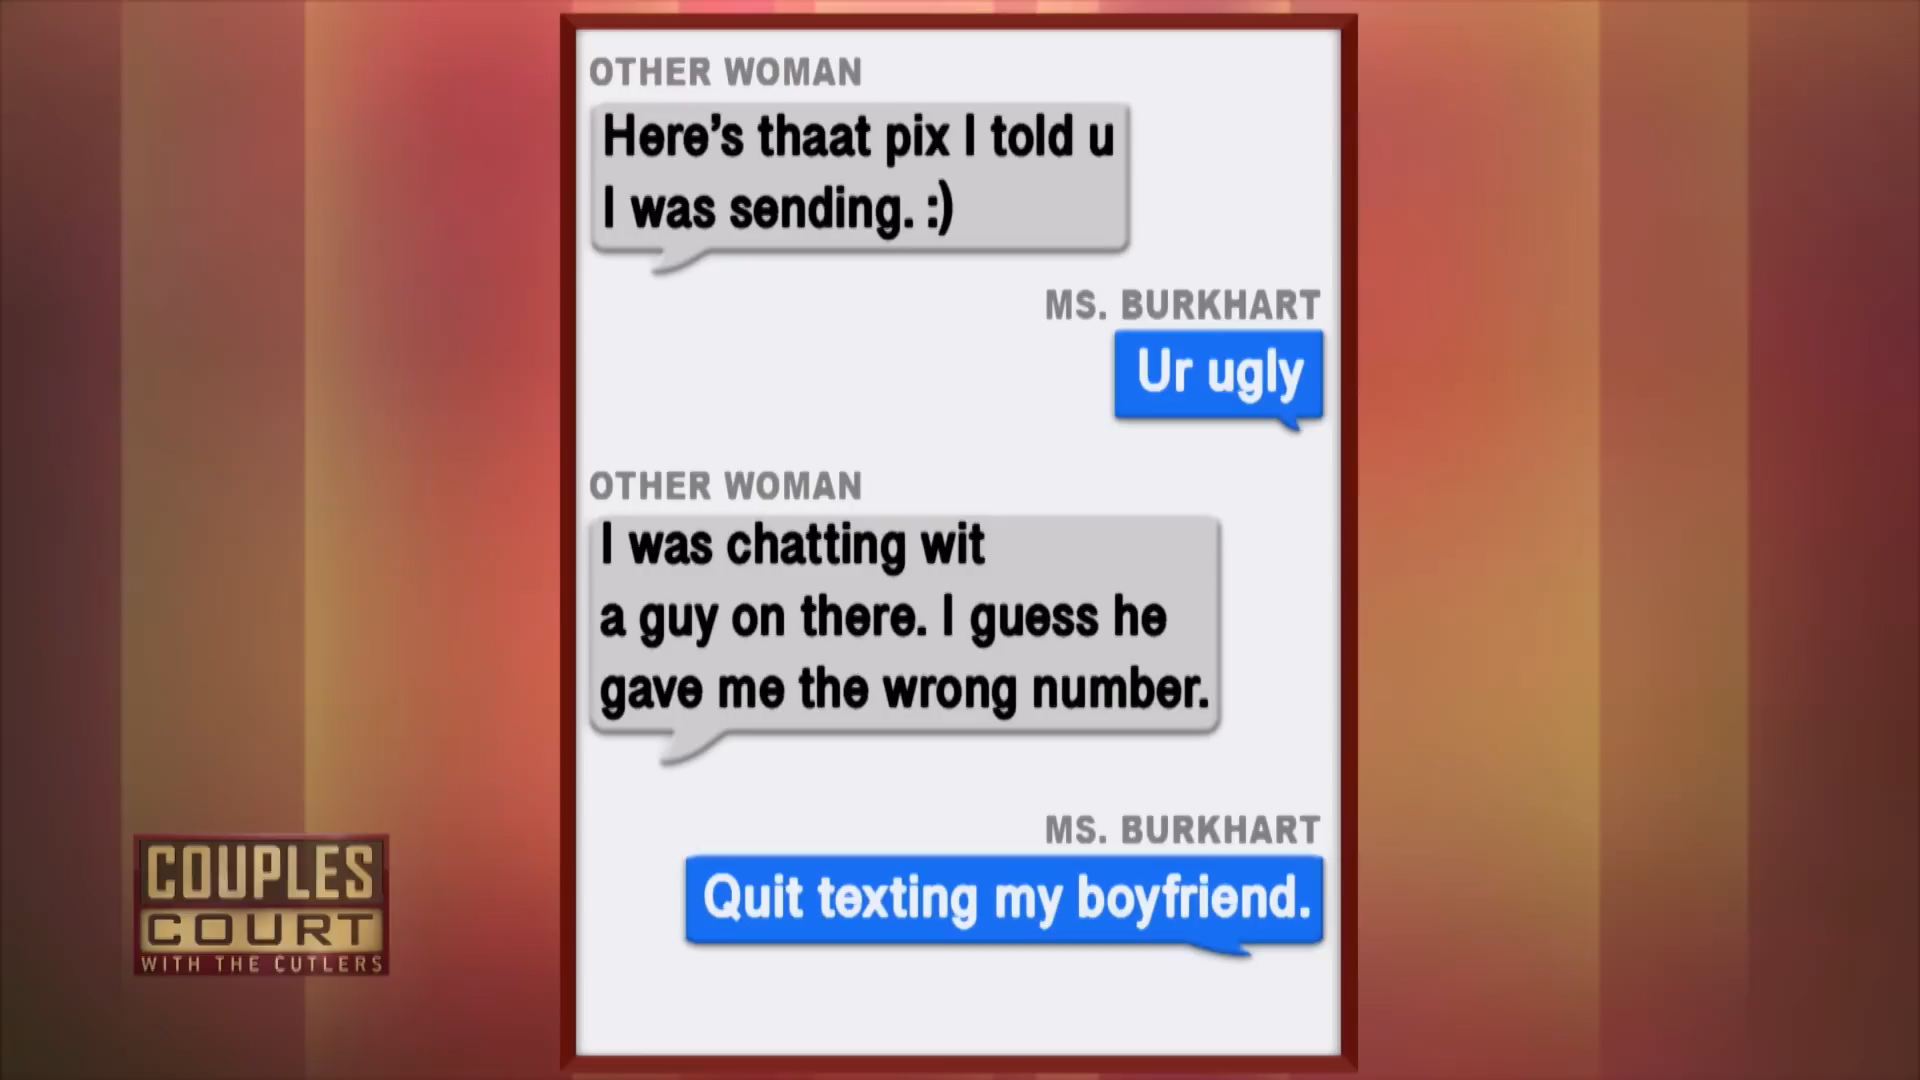 OTHER WOMAN
Here's thaat pix I told u
I was sending. :)
MS. BURKHART
Ur ugly
OTHER WOMAN
I was chatting wit
a guy on there. I guess he
gave me the wrong number.
MS. BURKHART
Quit texting my boyfriend.
COUPLES
COURT
WITH THE CUTLERS